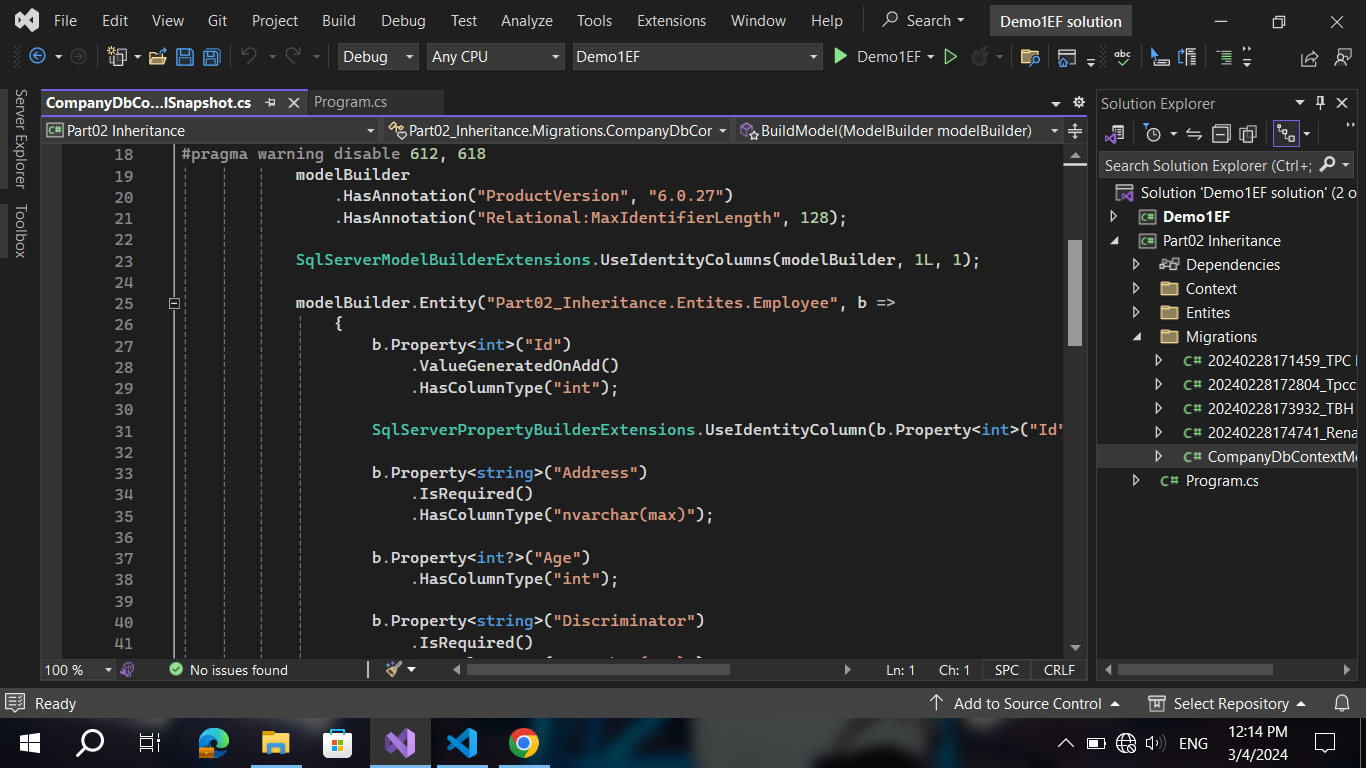 File Edit View Git Project Build Debug Test Analyze Tools Extensions Window Help Search Demo1EF solution
Debug Any CPU Demo1EF Demo1EF
Server Explorer
Toolbox
CompanyDbCo...lSnapshot.cs Program.cs
Part02 Inheritance Part02_Inheritance.Migrations.CompanyDbCor BuildModel(ModelBuilder modelBuilder)
18 #pragma warning disable 612, 618
19 modelBuilder
20 .HasAnnotation("ProductVersion", "6.0.27")
21 .HasAnnotation("Relational:MaxIdentifierLength", 128);
22
23 SqlServerModelBuilderExtensions.UseIdentityColumns(modelBuilder, 1L, 1);
24
25 modelBuilder.Entity("Part02_Inheritance.Entites.Employee", b =>
26 {
27 b.Property<int>("Id")
28 .ValueGeneratedOnAdd()
29 .HasColumnType("int");
30
31 SqlServerPropertyBuilderExtensions.UseIdentityColumn(b.Property<int>("Id"
32
33 b.Property<string>("Address")
34 .IsRequired()
35 .HasColumnType("nvarchar(max)");
36
37 b.Property<int?>("Age")
38 .HasColumnType("int");
39
40 b.Property<string>("Discriminator")
41 .IsRequired()
100 % No issues found Ln: 1 Ch: 1 SPC CRLF
Solution Explorer
Search Solution Explorer (Ctrl+;
Solution 'Demo1EF solution' (2 o
Demo1EF
Part02 Inheritance
Dependencies
Context
Entites
Migrations
C# 20240228171459_TPC
C# 20240228172804_Tpcc
C# 20240228173932_TBH
C# 20240228174741_Rena
C# CompanyDbContextMo
C# Program.cs
Ready Add to Source Control Select Repository
ENG 12:14 PM
3/4/2024